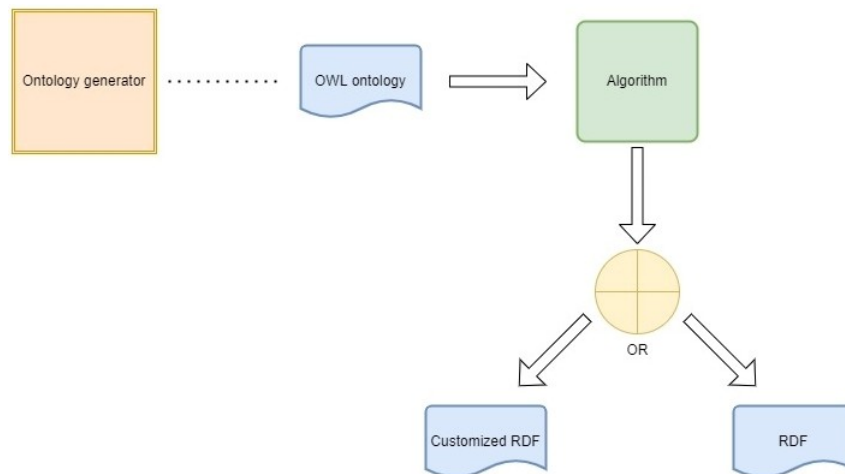 Ontology generator
OWL ontology
Algorithm
OR
Customized RDF
RDF